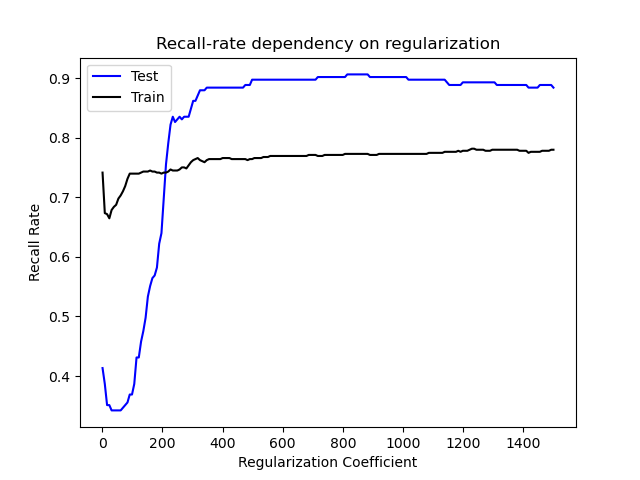 Recall-rate dependency on regularization
Test
Train
Recall Rate
0.9
0.8
0.7
0.6
0.5
0.4
0 200 400 600 800 1000 1200 1400
Regularization Coefficient